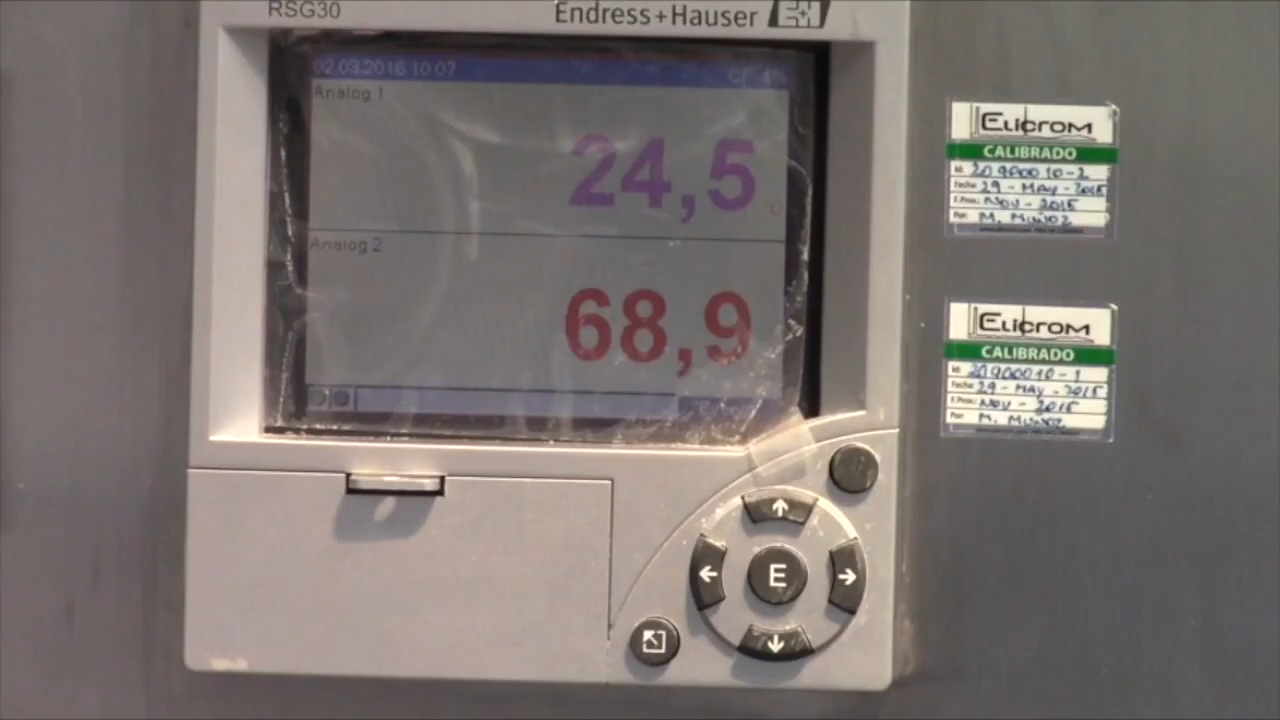 RSG30
Endress+Hauser
02.03.2016 10:07
Analog 1
24,5
°C
Analog 2
68,9
E
ELICROM
CALIBRADO
Id: 20900010-2
Fecha: 29 - MAY - 2015
F.Prox.: NOV - 2015
Por: M. MUÑOZ
ELICROM
CALIBRADO
Id: 20900010-1
Fecha: 29 - MAY - 2015
F.Prox.: NOV - 2015
Por: M. MUÑOZ